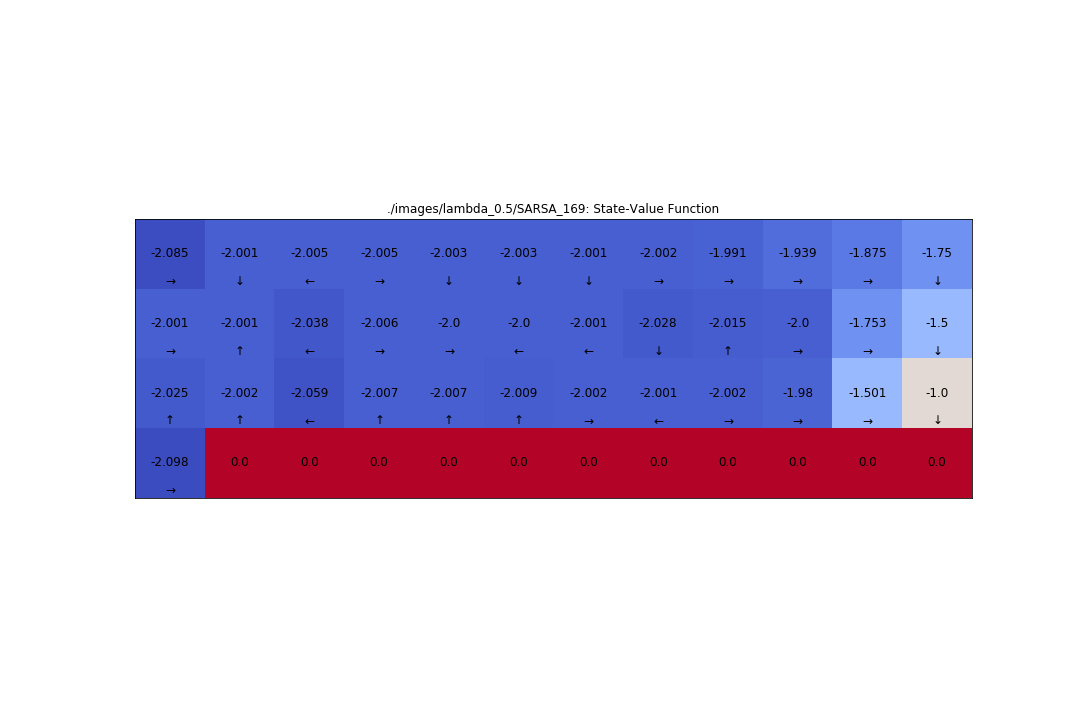 ./images/lambda_0.5/SARSA_169: State-Value Function
-2.085 -2.001 -2.005 -2.005 -2.003 -2.003 -2.001 -2.002 -1.991 -1.939 -1.875 -1.75
→ ↓ ← → ↓ ↓ ↓ → → → → ↓
-2.001 -2.001 -2.038 -2.006 -2.0 -2.0 -2.001 -2.028 -2.015 -2.0 -1.753 -1.5
→ ↑ ← → → ← ← ↓ ↑ → → ↓
-2.025 -2.002 -2.059 -2.007 -2.007 -2.009 -2.002 -2.001 -2.002 -1.98 -1.501 -1.0
↑ ↑ ← ↑ ↑ ↑ → ← → → → ↓
-2.098 0.0 0.0 0.0 0.0 0.0 0.0 0.0 0.0 0.0 0.0 0.0
→